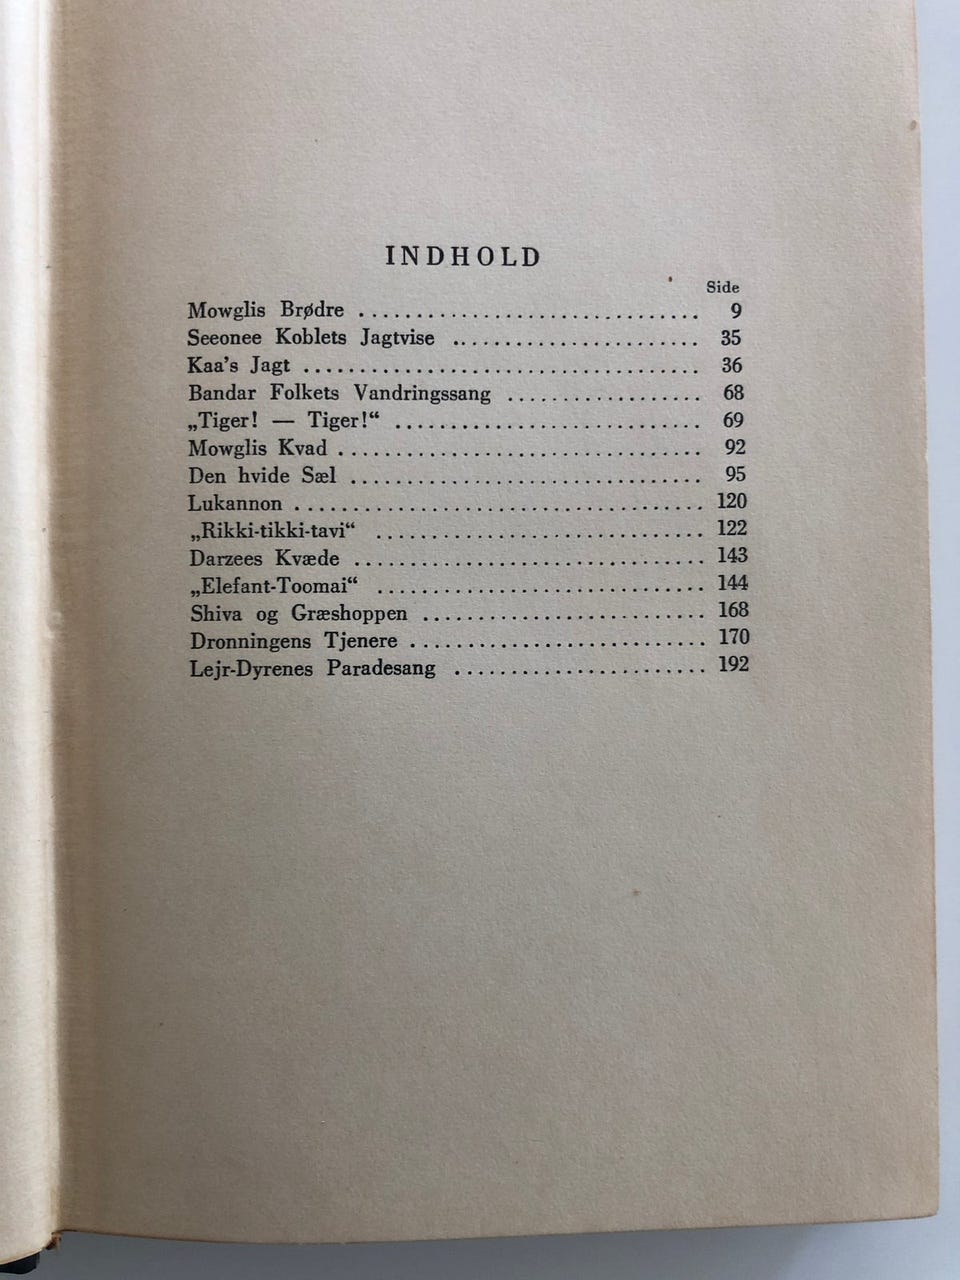 INDHOLD
Side
Mowglis Brødre ................................ 9
Seeonee Koblets Jagtvise ...................... 35
Kaa's Jagt .................................... 36
Bandar Folkets Vandringssang .................. 68
„Tiger! — Tiger!“ ............................. 69
Mowglis Kvad .................................. 92
Den hvide Sæl ................................. 95
Lukannon ...................................... 120
„Rikki-tikki-tavi“ ............................ 122
Darzees Kvæde ................................. 143
„Elefant-Toomai“ .............................. 144
Shiva og Græshoppen ........................... 168
Dronningens Tjenere ........................... 170
Lejr-Dyrenes Paradesang ....................... 192